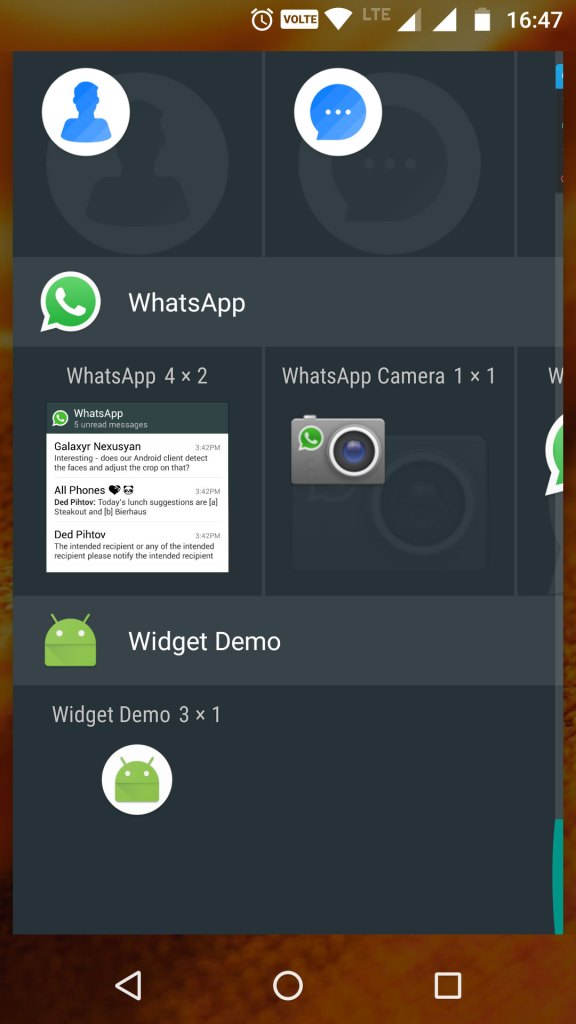 VOLTE LTE 16:47
WhatsApp
WhatsApp 4 × 2
WhatsApp Camera 1 × 1
W
WhatsApp
5 unread messages
Galaxyr Nexusyan 3:42PM
Interesting - does our Android client detect
the faces and adjust the crop on that?
All Phones 💝 🐼 3:42PM
Ded Pihtov: Today's lunch suggestions are [a]
Steakout and [b] Bierhaus
Ded Pihtov 3:42PM
The intended recipient or any of the intended
recipient please notify the intended recipient
Widget Demo
Widget Demo 3 × 1